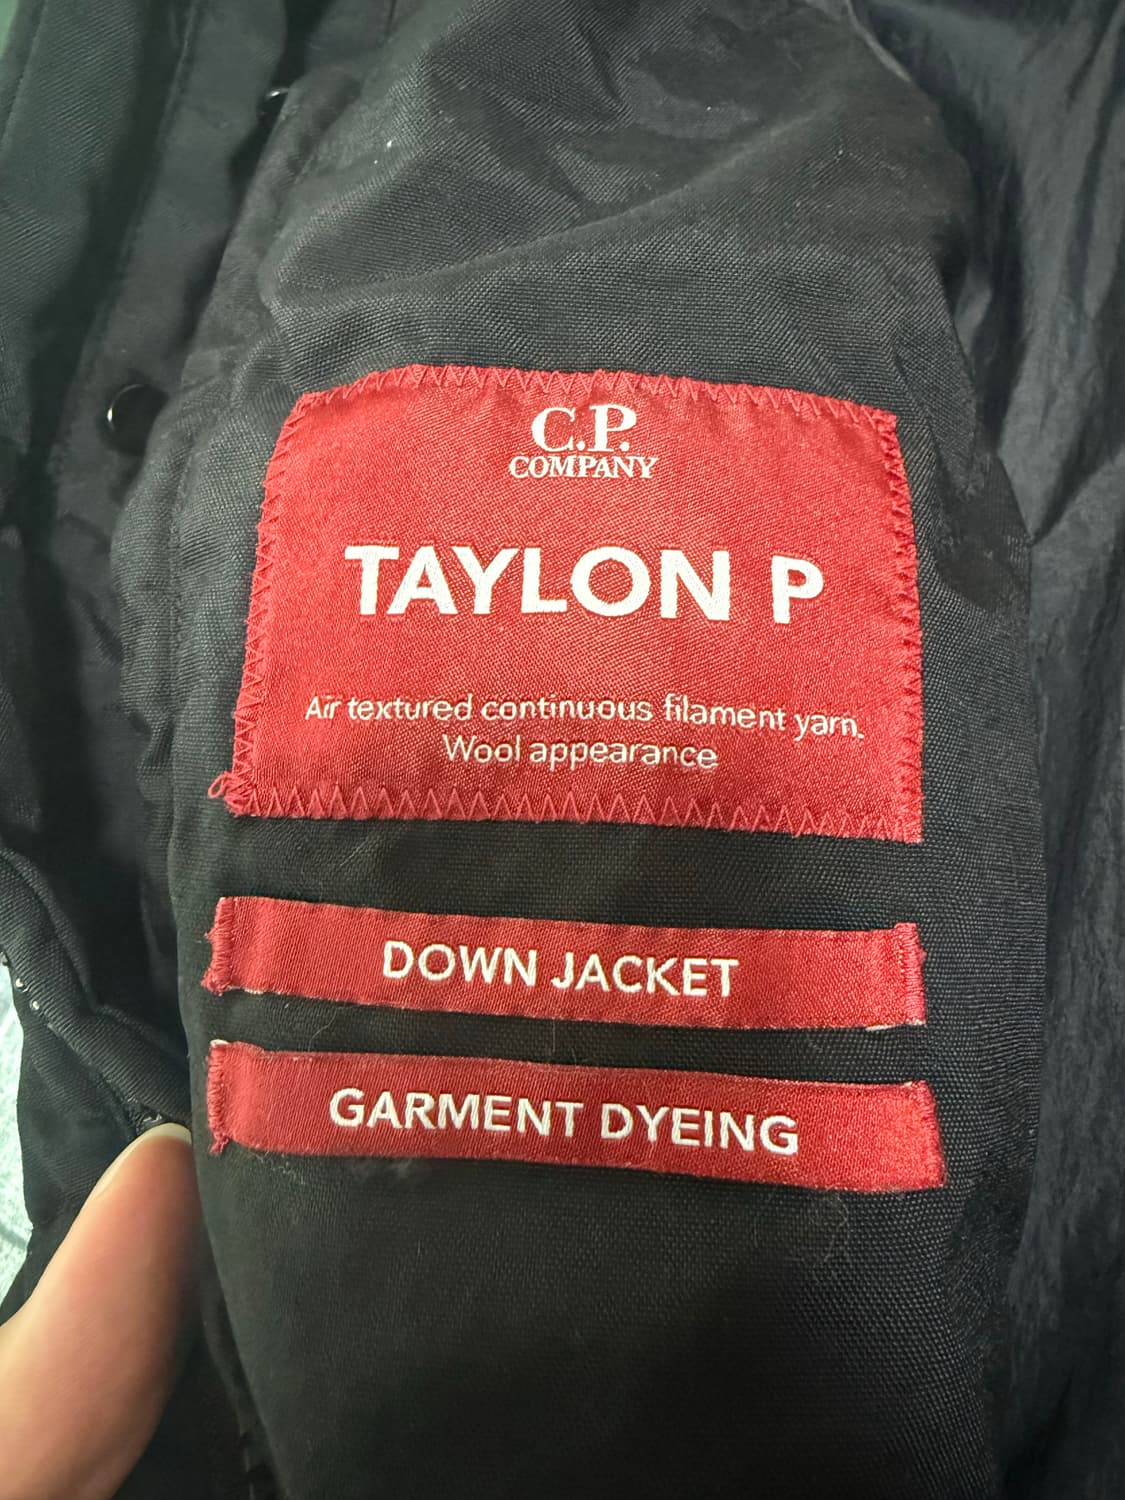 C.P.
COMPANY
TAYLON P
Air textured continuous filament yarn.
Wool appearance
DOWN JACKET
GARMENT DYEING